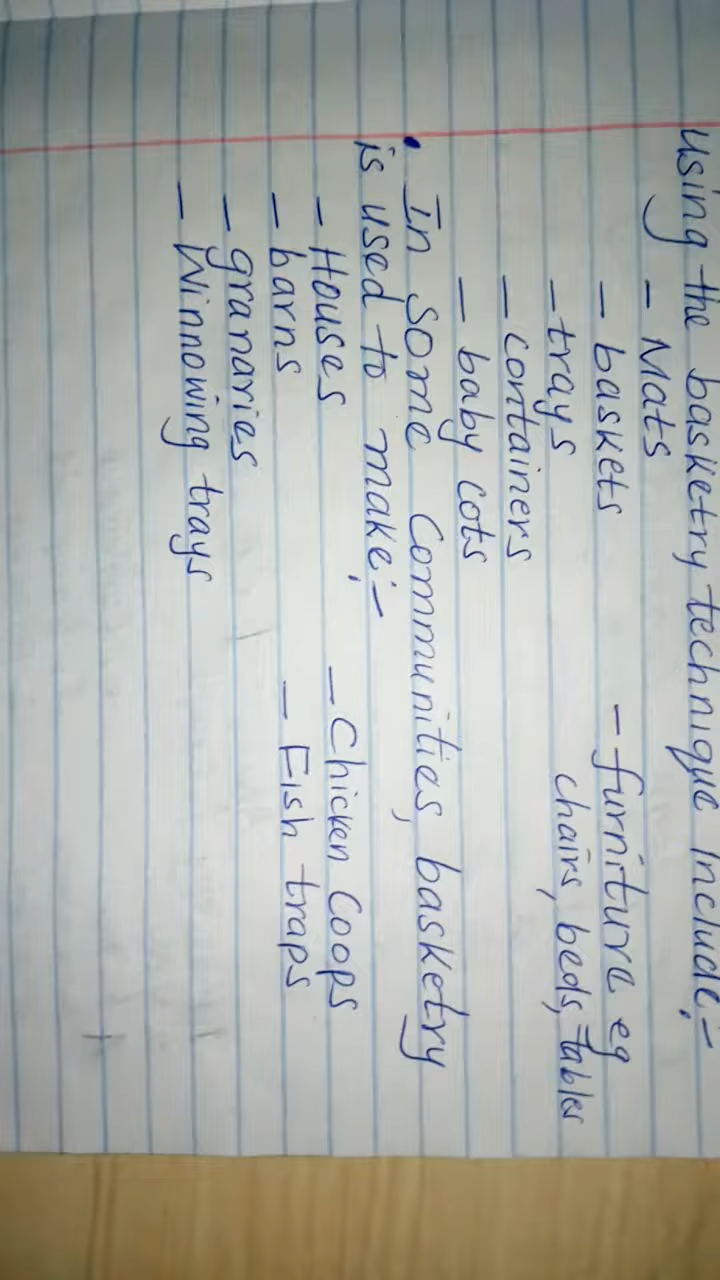 using the basketry technique include:-
- Mats
- baskets - furniture eg
- trays chairs, beds, tables
- containers
- baby cots
• In some Communities, basketry
is used to make:-
- Houses - Chicken Coops
- barns - Fish traps
- granaries
- Winnowing trays